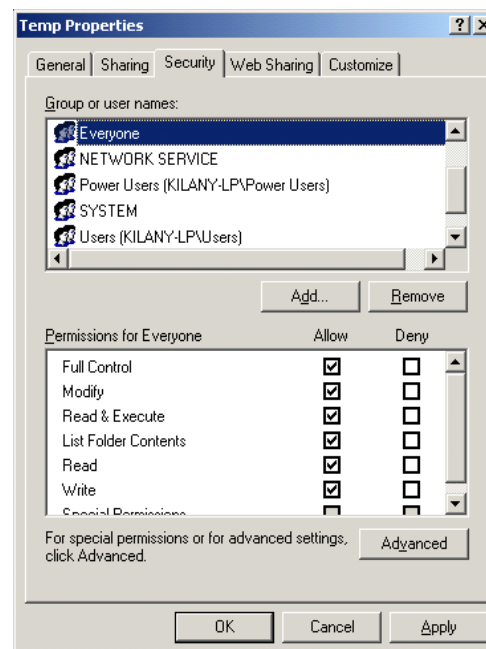 Temp Properties
General Sharing Security Web Sharing Customize
Group or user names:
Everyone
NETWORK SERVICE
Power Users (KILANY-LP\Power Users)
SYSTEM
Users (KILANY-LP\Users)
Add... Remove
Permissions for Everyone Allow Deny
Full Control
Modify
Read & Execute
List Folder Contents
Read
Write
Special Permissions
For special permissions or for advanced settings, click Advanced.
Advanced
OK Cancel Apply